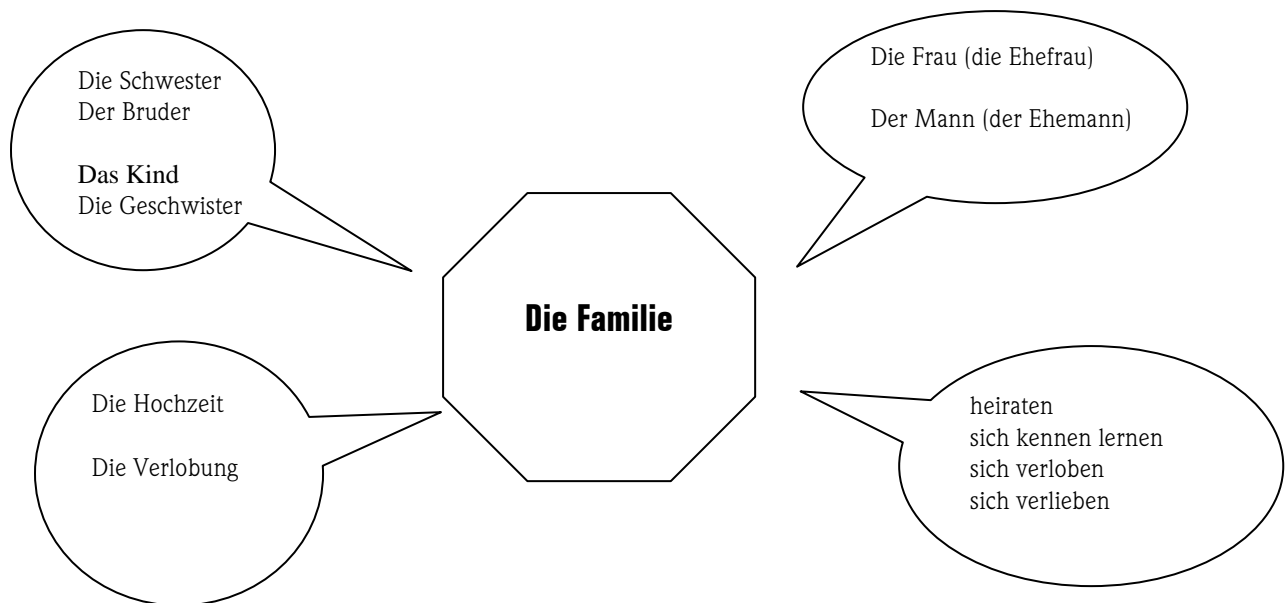 Die Schwester
Der Bruder
Das Kind
Die Geschwister
Die Frau (die Ehefrau)
Der Mann (der Ehemann)
Die Familie
Die Hochzeit
Die Verlobung
heiraten
sich kennen lernen
sich verloben
sich verlieben